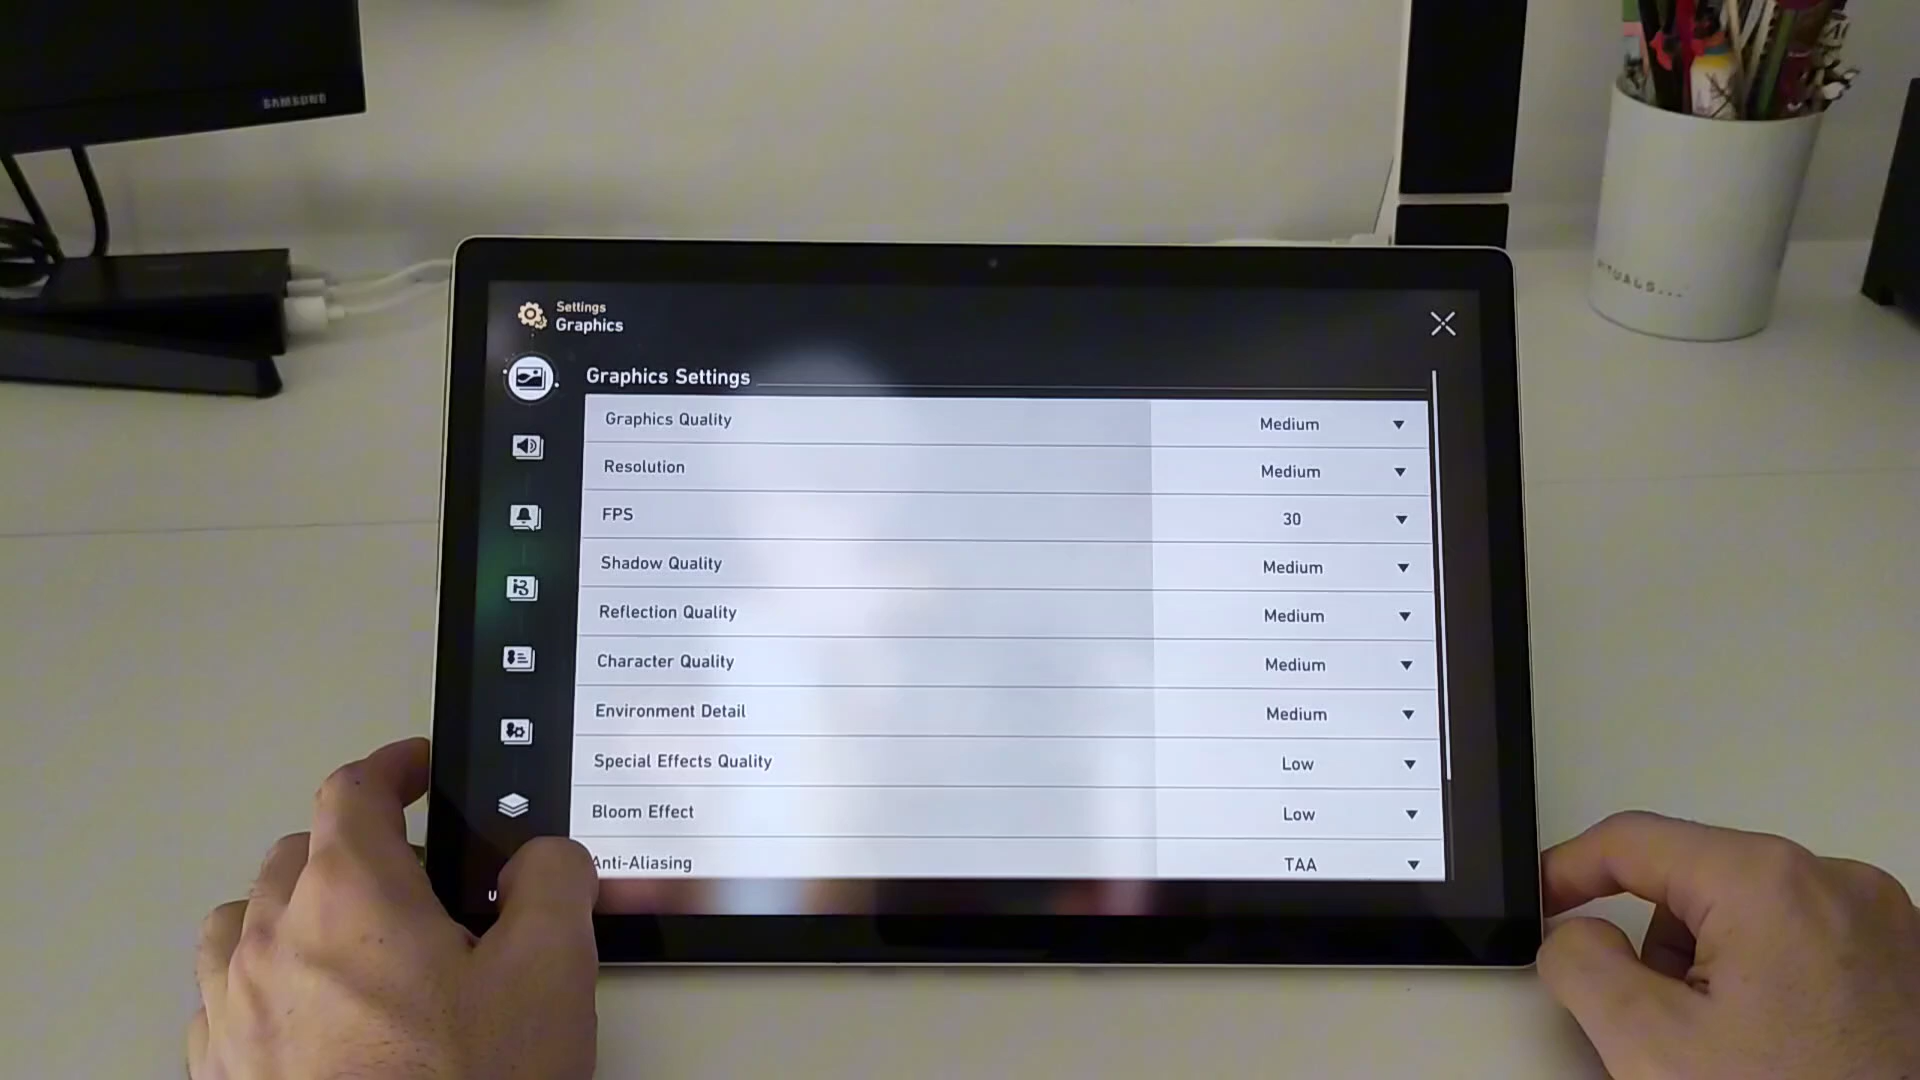 SAMSUNG
RITUALS...
Settings
Graphics
Graphics Settings
Graphics Quality Medium
Resolution Medium
FPS 30
Shadow Quality Medium
Reflection Quality Medium
Character Quality Medium
Environment Detail Medium
Special Effects Quality Low
Bloom Effect Low
Anti-Aliasing TAA
U